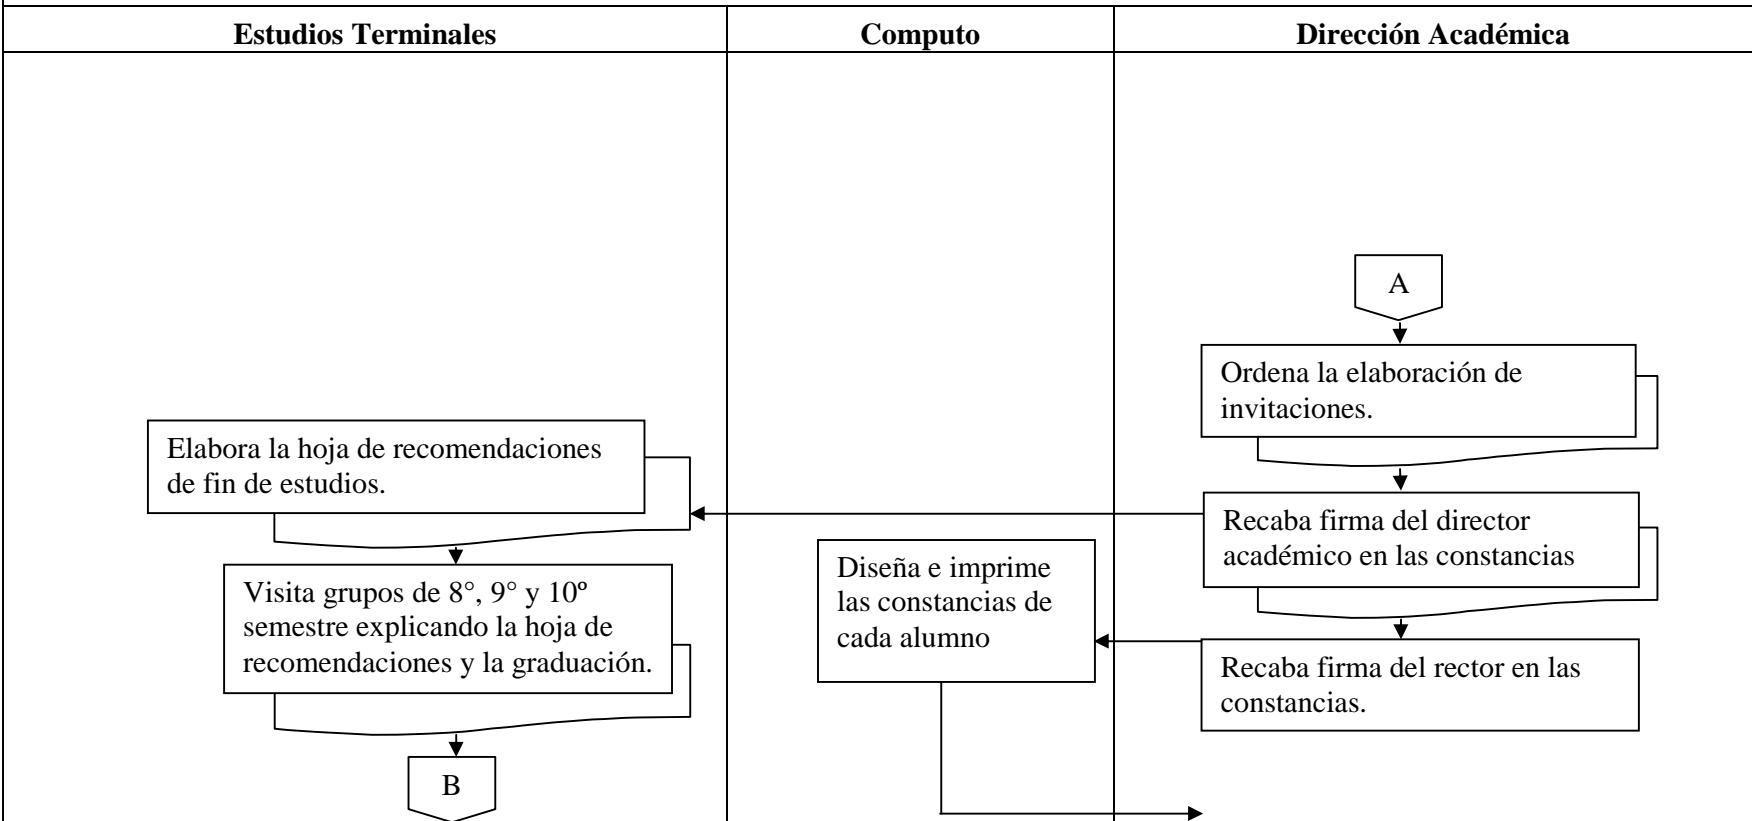 Estudios Terminales
Computo
Dirección Académica
A
Ordena la elaboración de
invitaciones.
Elabora la hoja de recomendaciones
de fin de estudios.
Recaba firma del director
académico en las constancias
Diseña e imprime
las constancias de
cada alumno
Visita grupos de 8°, 9° y 10º
semestre explicando la hoja de
recomendaciones y la graduación.
Recaba firma del rector en las
constancias.
B